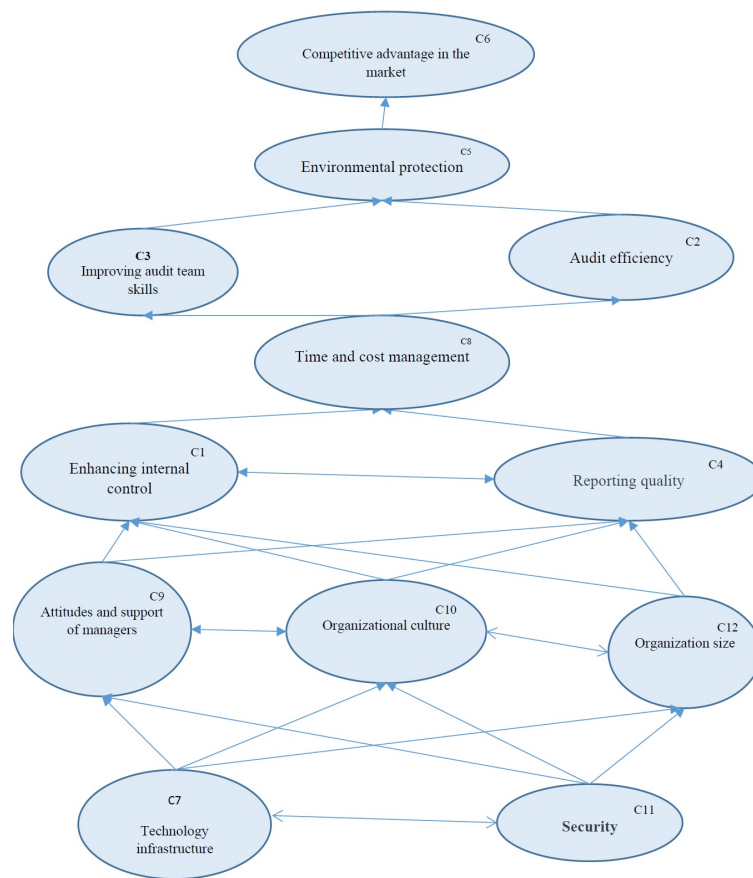 C6
Competitive advantage in the
market
C5
Environmental protection
C3
Improving audit team
skills
C2
Audit efficiency
C8
Time and cost management
C1
Enhancing internal
control
C4
Reporting quality
C9
Attitudes and support
of managers
C10
Organizational culture
C12
Organization size
C7
Technology
infrastructure
C11
Security